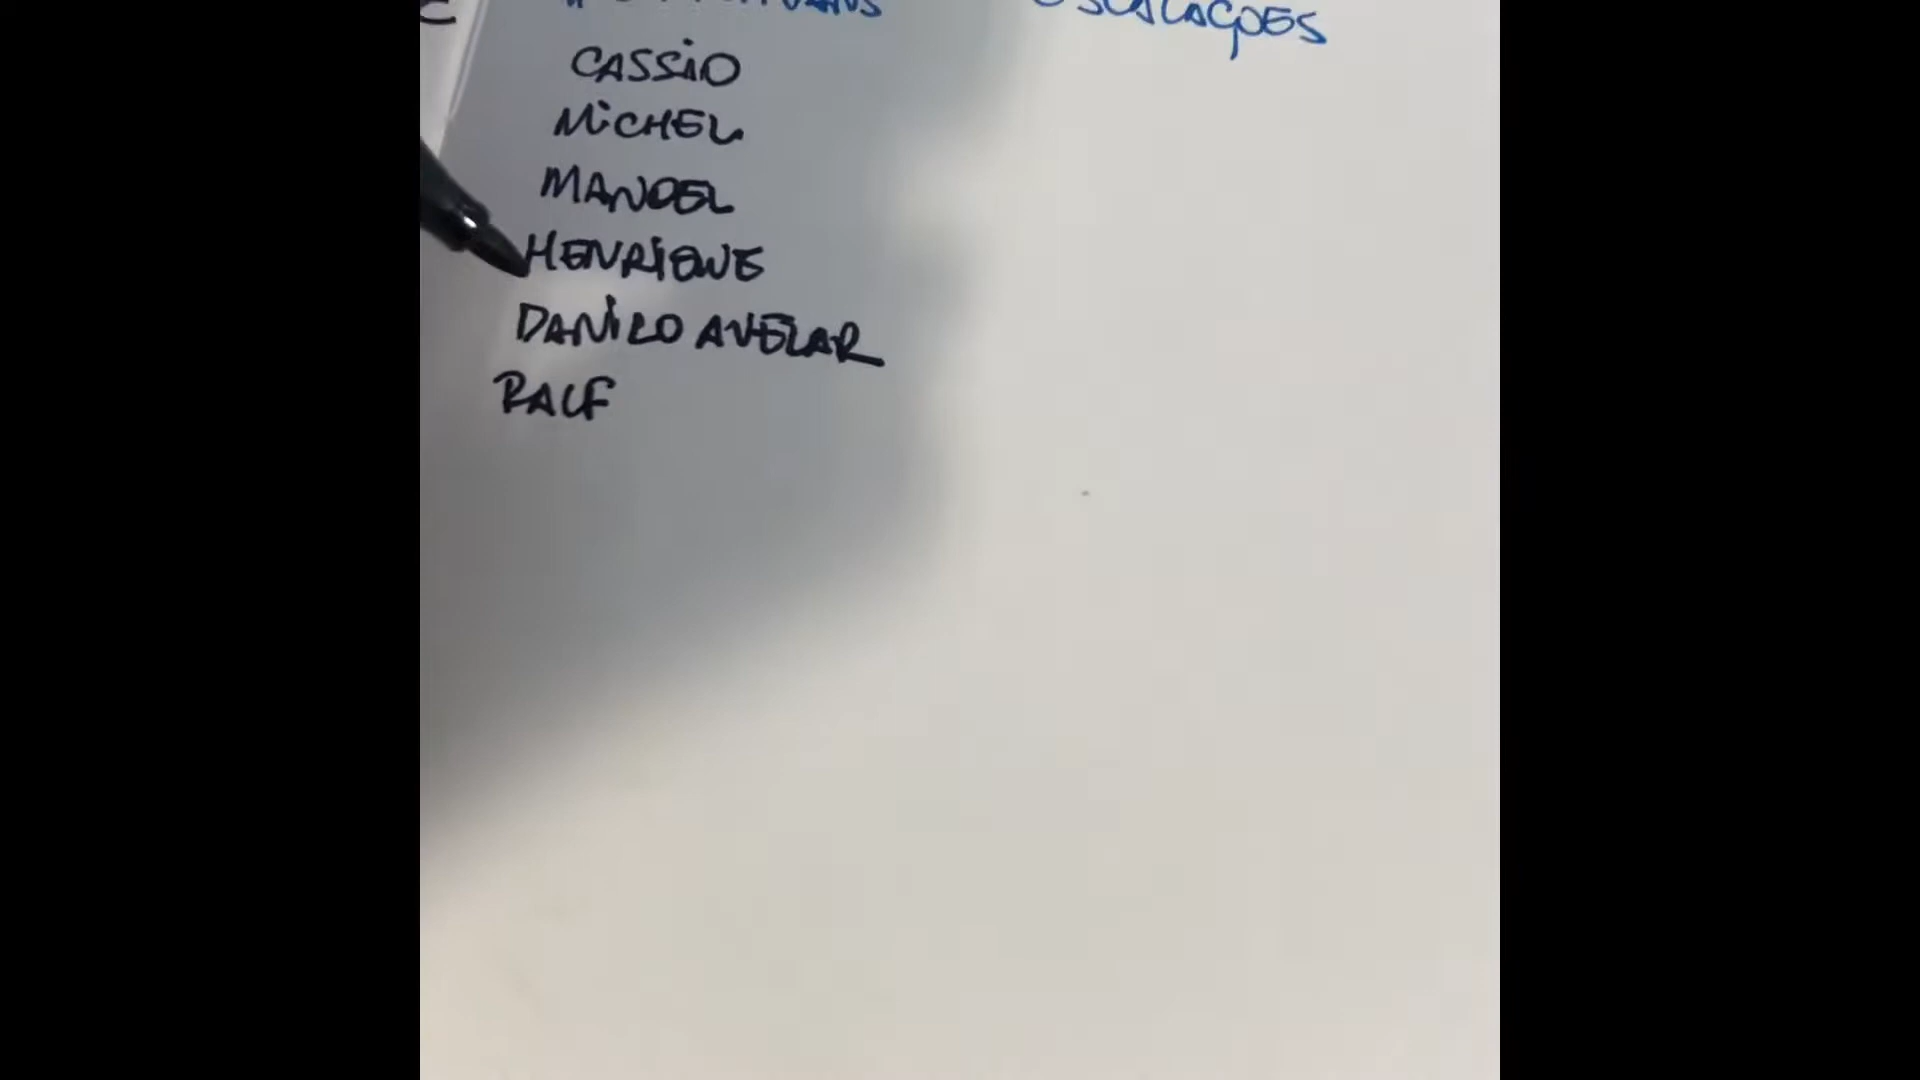 CASSIO
MICHEL
MANOEL
HENRIQUE
DANILO AVELAR
RALF